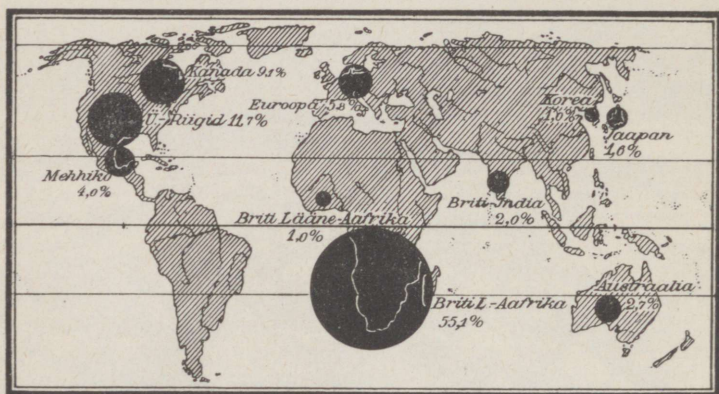 Kanada 9,1%
U-Riigid 11,7%
Mehhiko
4,0%
Euroopa 5,8%
Korea
1,0%
Jaapan
1,6%
Briti-India
2,0%
Briti Lääne-Aafrika
1,0%
Briti L-Aafrika
55,1%
Austraalia
2,7%